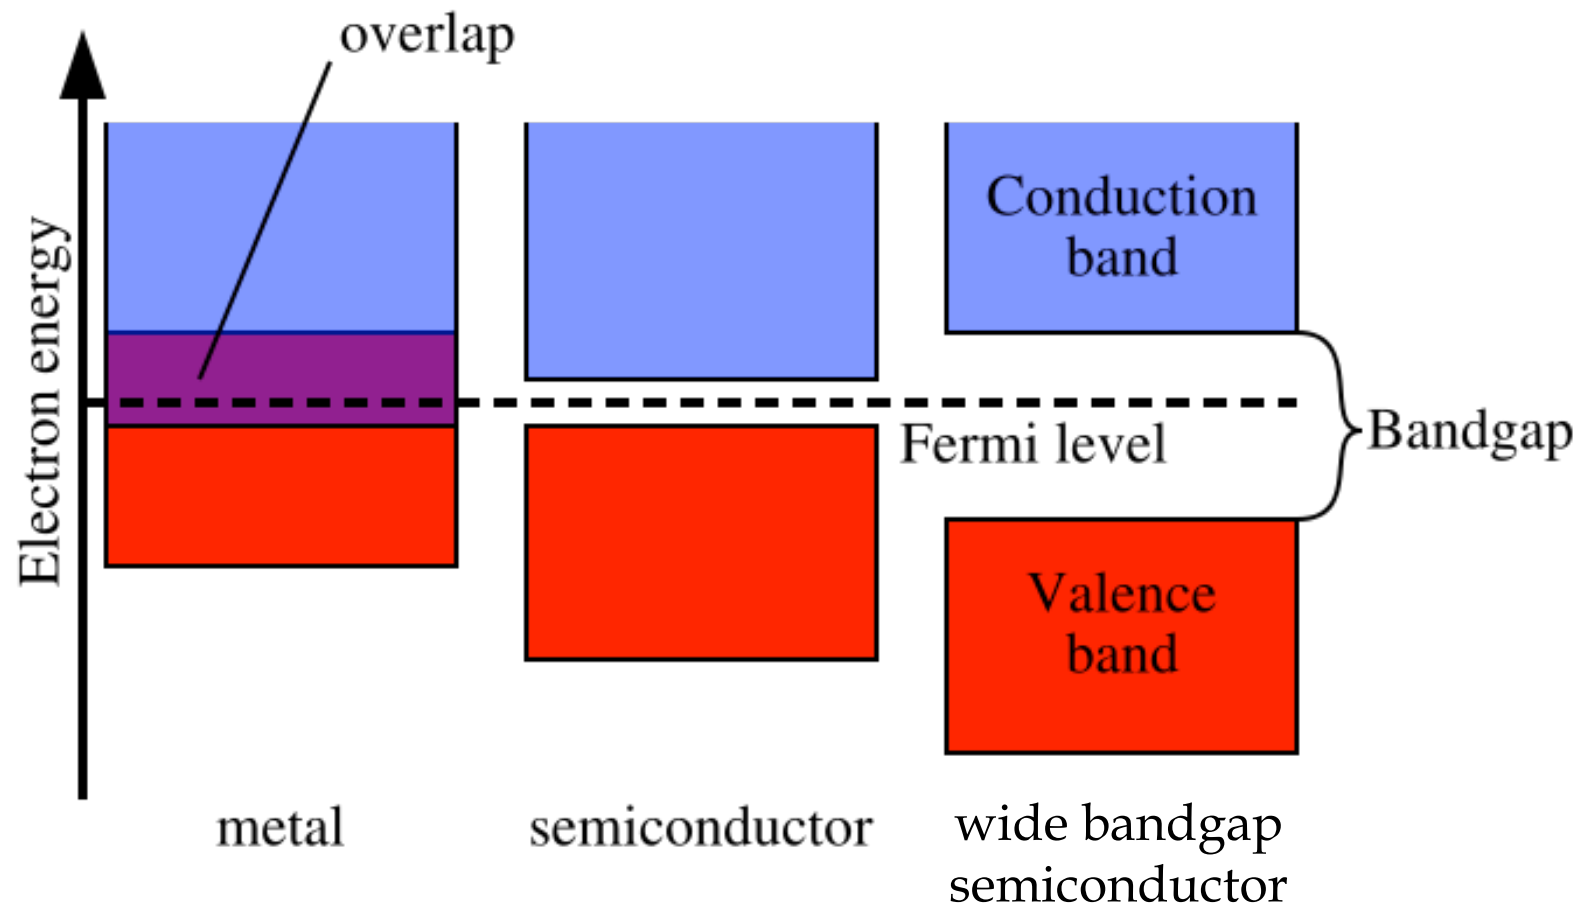 overlap
Electron energy
Conduction
band
Fermi level
Bandgap
Valence
band
metal
semiconductor
wide bandgap
semiconductor